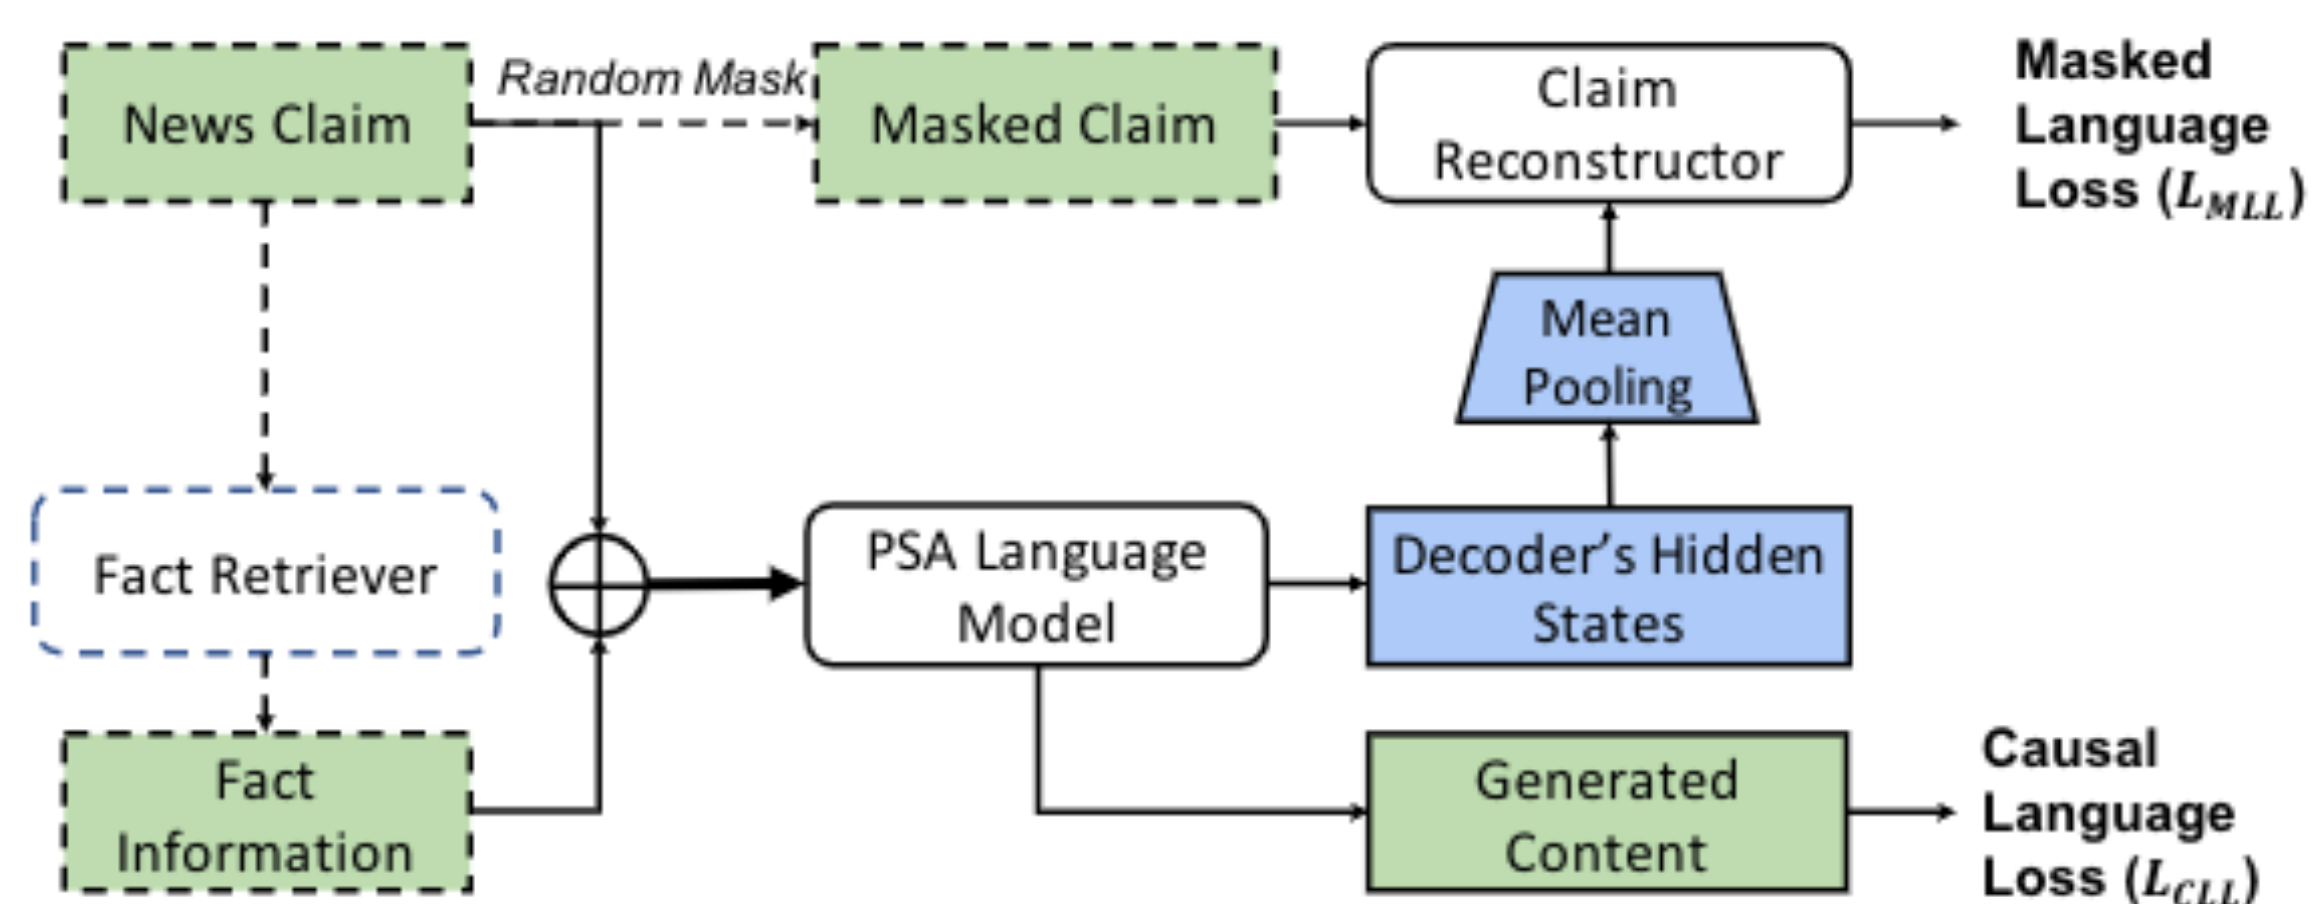 News Claim
Random Mask
Masked Claim
Claim
Reconstructor
Masked
Language
Loss (L_MLL)
Mean
Pooling
Fact Retriever
PSA Language
Model
Decoder's Hidden
States
Fact
Information
Generated
Content
Causal
Language
Loss (L_CLL)